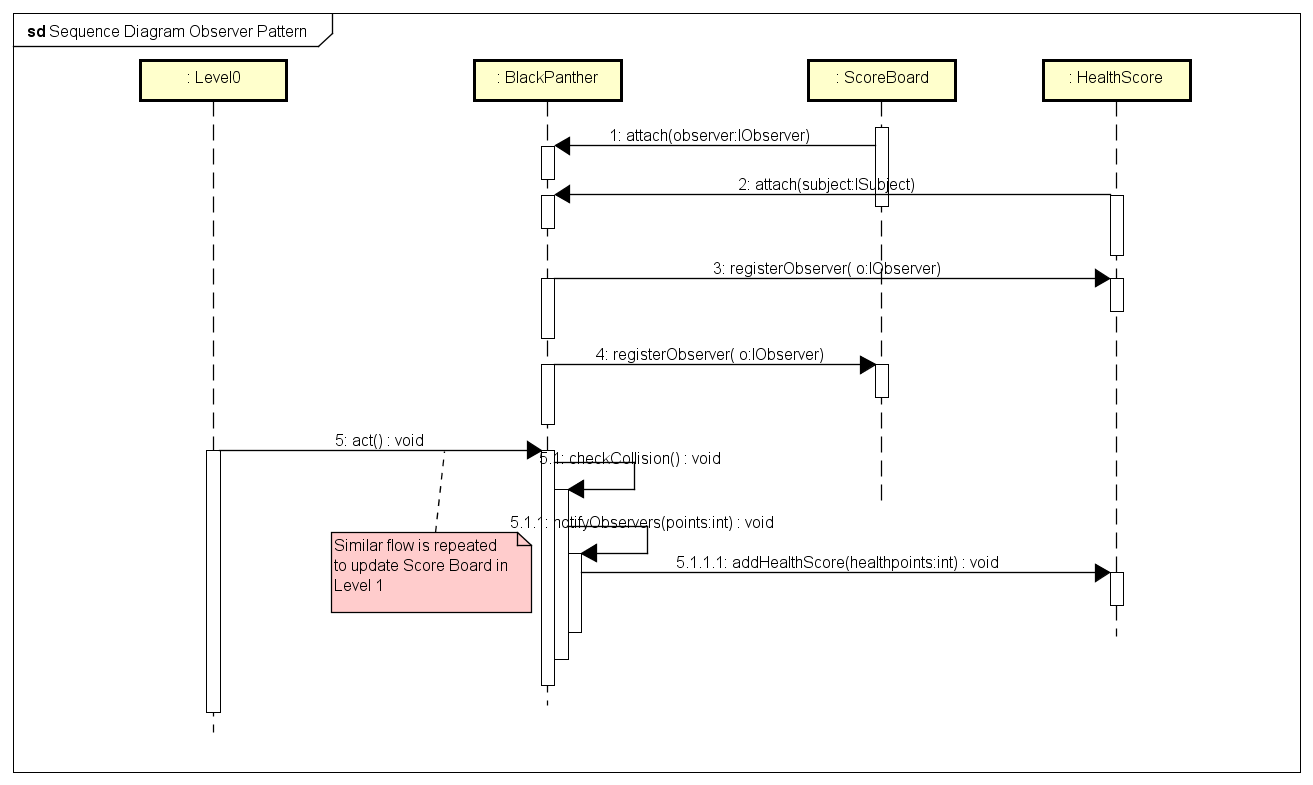 sd Sequence Diagram Observer Pattern
: Level0
: BlackPanther
: ScoreBoard
: HealthScore
1: attach(observer:IObserver)
2: attach(subject:ISubject)
3: registerObserver( o:IObserver)
4: registerObserver( o:IObserver)
5: act() : void
5.1: checkCollision() : void
5.1.1: notifyObservers(points:int) : void
Similar flow is repeated
to update Score Board in
Level 1
5.1.1.1: addHealthScore(healthpoints:int) : void